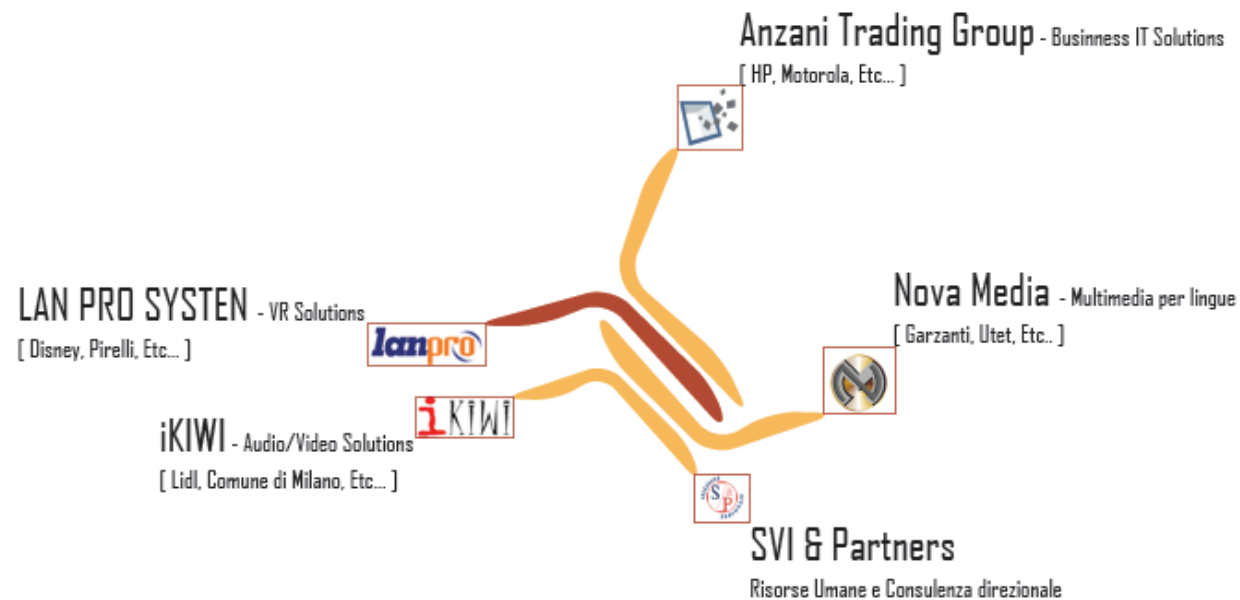 Anzani Trading Group - Businness IT Solutions
[ HP, Motorola, Etc... ]
LAN PRO SYSTEN - VR Solutions
[ Disney, Pirelli, Etc... ]
lanpro
Nova Media - Multimedia per lingue
[ Garzanti, Utet, Etc.. ]
iKIWI
iKIWI - Audio/Video Solutions
[ Lidl, Comune di Milano, Etc... ]
SP
SVI & Partners
Risorse Umane e Consulenza direzionale